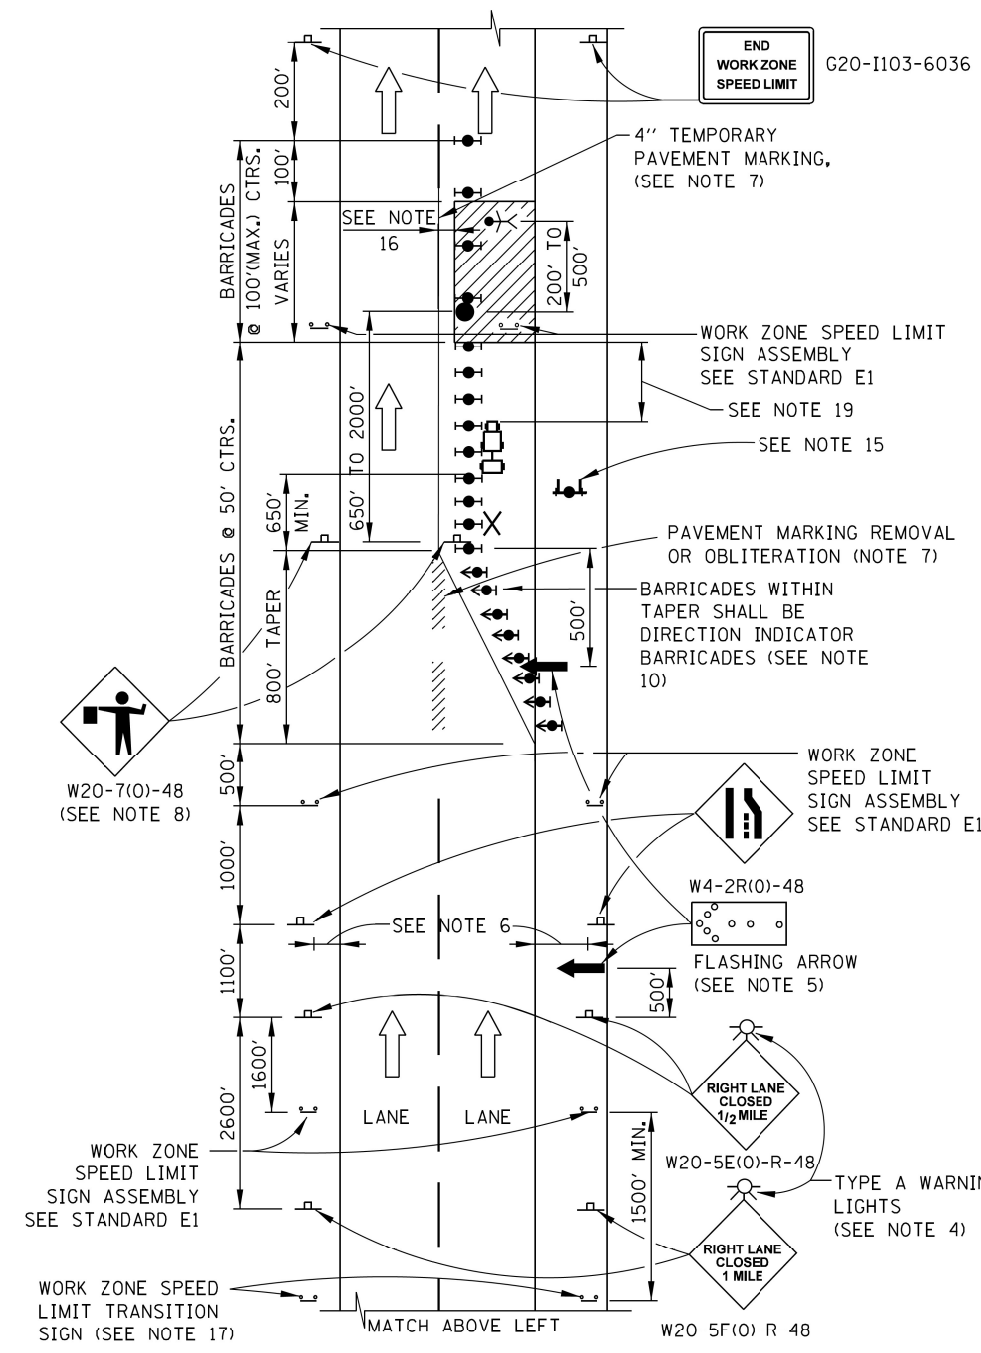 END
WORKZONE
SPEED LIMIT
G20-I103-6036
4'' TEMPORARY
PAVEMENT MARKING,
(SEE NOTE 7)
200'
100'
BARRICADES
@ 100'(MAX.) CTRS.
VARIES
SEE NOTE
16
200' TO
500'
WORK ZONE SPEED LIMIT
SIGN ASSEMBLY
SEE STANDARD E1
SEE NOTE 19
SEE NOTE 15
BARRICADES @ 50' CTRS.
650'
MIN.
650' TO 2000'
800' TAPER
PAVEMENT MARKING REMOVAL
OR OBLITERATION (NOTE 7)
BARRICADES WITHIN
TAPER SHALL BE
DIRECTION INDICATOR
BARRICADES (SEE NOTE
10)
500'
W20-7(O)-48
(SEE NOTE 8)
500'
WORK ZONE
SPEED LIMIT
SIGN ASSEMBLY
SEE STANDARD E1
1000'
W4-2R(O)-48
SEE NOTE 6
FLASHING ARROW
(SEE NOTE 5)
1100'
500'
1600'
2600'
LANE
LANE
RIGHT LANE
CLOSED
1/2 MILE
W20-5E(O)-R-48
WORK ZONE
SPEED LIMIT
SIGN ASSEMBLY
SEE STANDARD E1
1500' MIN.
TYPE A WARNIN
LIGHTS
(SEE NOTE 4)
RIGHT LANE
CLOSED
1 MILE
W20 5F(O) R 48
WORK ZONE SPEED
LIMIT TRANSITION
SIGN (SEE NOTE 17)
MATCH ABOVE LEFT